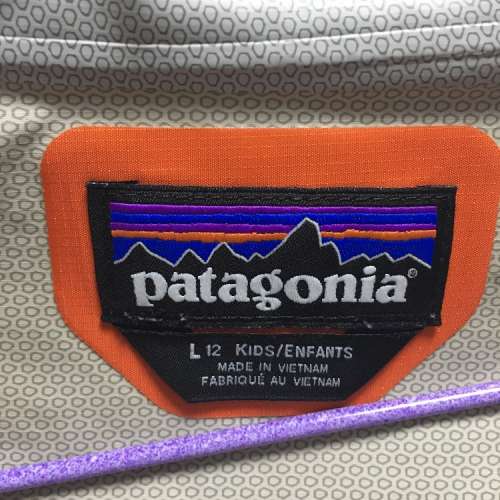 patagonia®
L 12 KIDS/ENFANTS
MADE IN VIETNAM
FABRIQUÉ AU VIETNAM